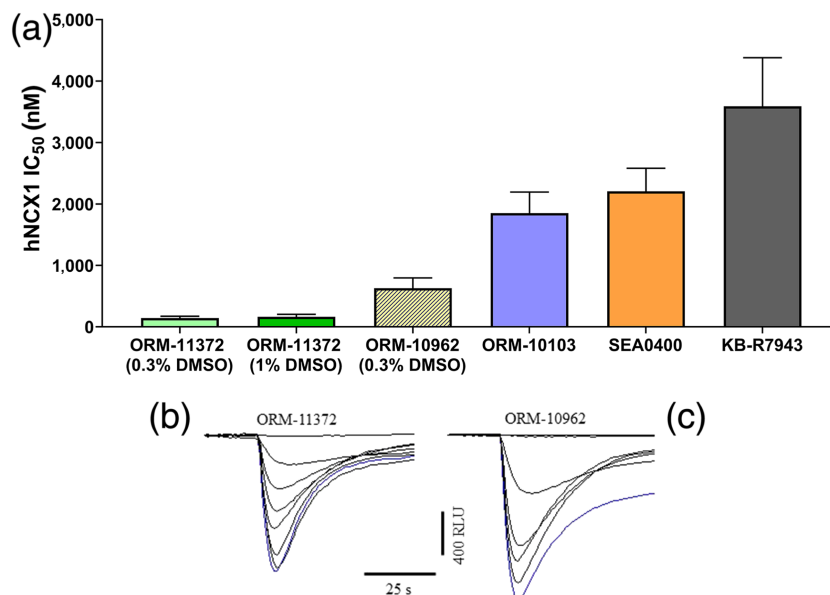 (a)
hNCX1 IC50 (nM)
5,000
4,000
3,000
2,000
1,000
0
ORM-11372 ORM-11372 ORM-10962 ORM-10103 SEA0400 KB-R7943
(0.3% DMSO) (1% DMSO) (0.3% DMSO)
(b) ORM-11372 ORM-10962 (c)
400 RLU
25 s